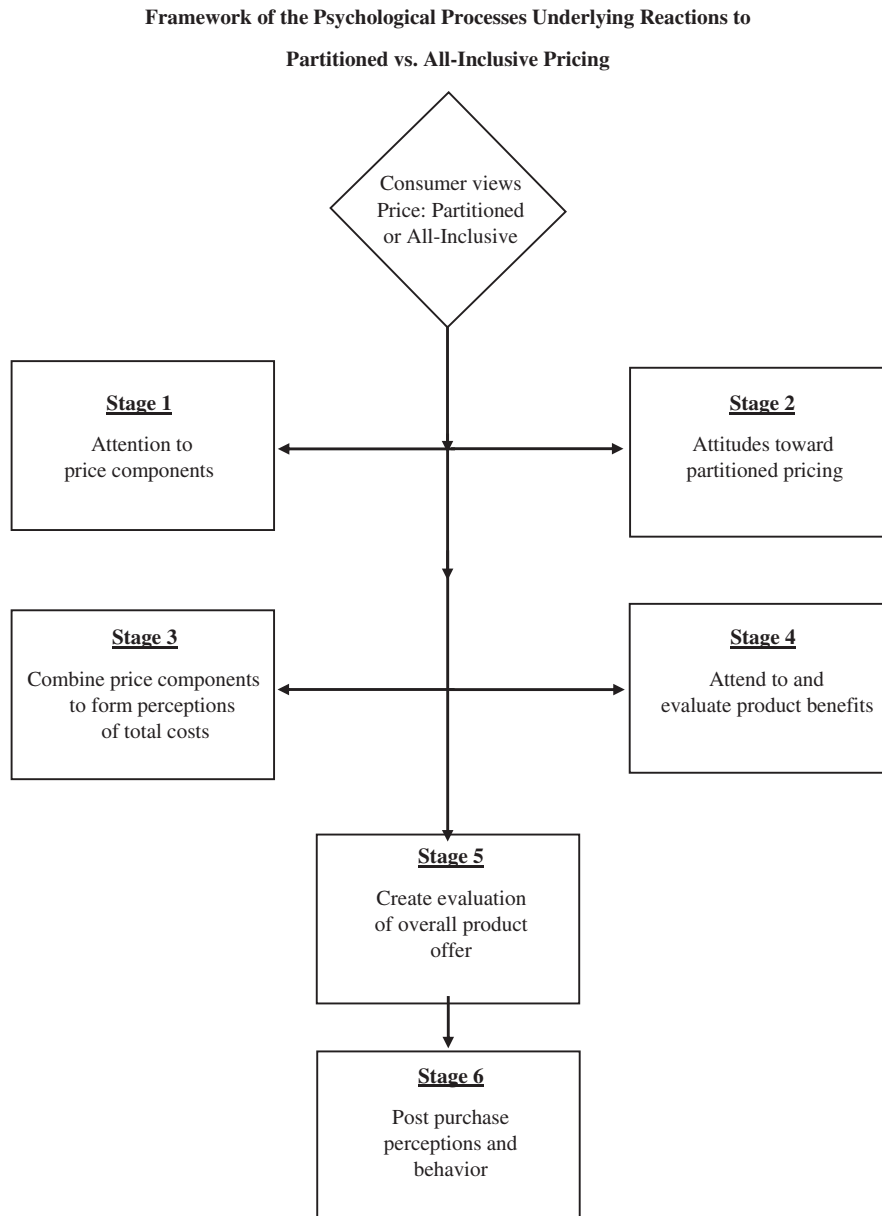 Framework of the Psychological Processes Underlying Reactions to
Partitioned vs. All-Inclusive Pricing
Consumer views
Price: Partitioned
or All-Inclusive
Stage 1
Attention to
price components
Stage 2
Attitudes toward
partitioned pricing
Stage 3
Combine price components
to form perceptions
of total costs
Stage 4
Attend to and
evaluate product benefits
Stage 5
Create evaluation
of overall product
offer
Stage 6
Post purchase
perceptions and
behavior